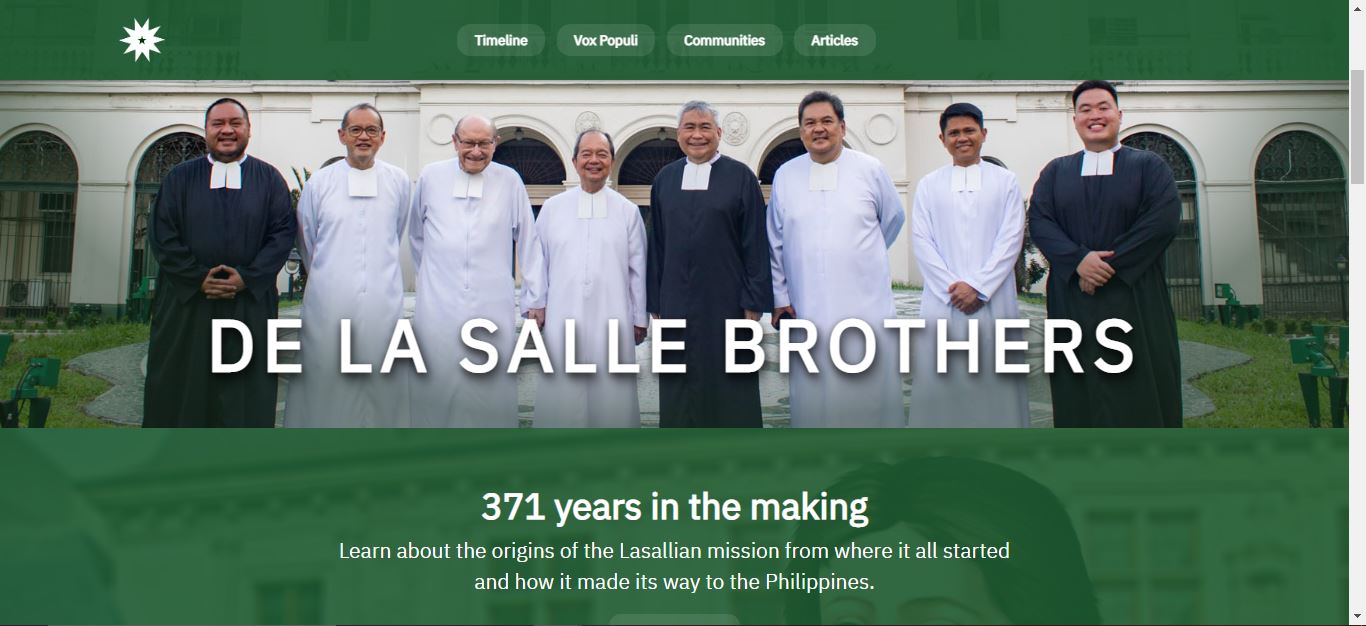 Timeline
Vox Populi
Communities
Articles
DE LA SALLE BROTHERS
371 years in the making
Learn about the origins of the Lasallian mission from where it all started
and how it made its way to the Philippines.